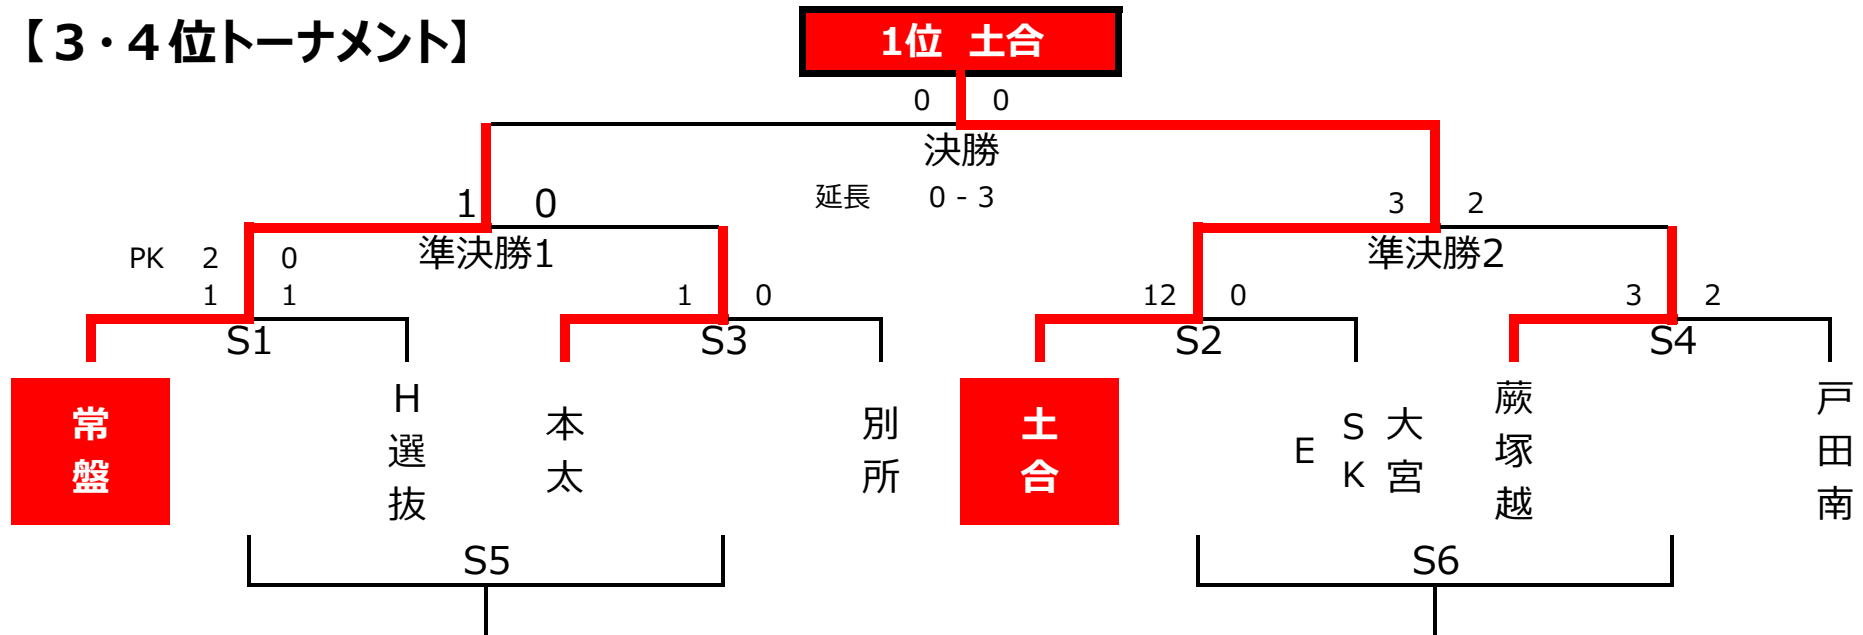 【３・４位トーナメント】
1位 土合
0 0
決勝
延長 0 - 3
1 0
準決勝1
3 2
準決勝2
PK 2 0
1 1
S1
1 0
S3
12 0
S2
3 2
S4
常盤
H選抜
本太
別所
土合
大宮
SK
E
蕨塚越
戸田南
S5
S6